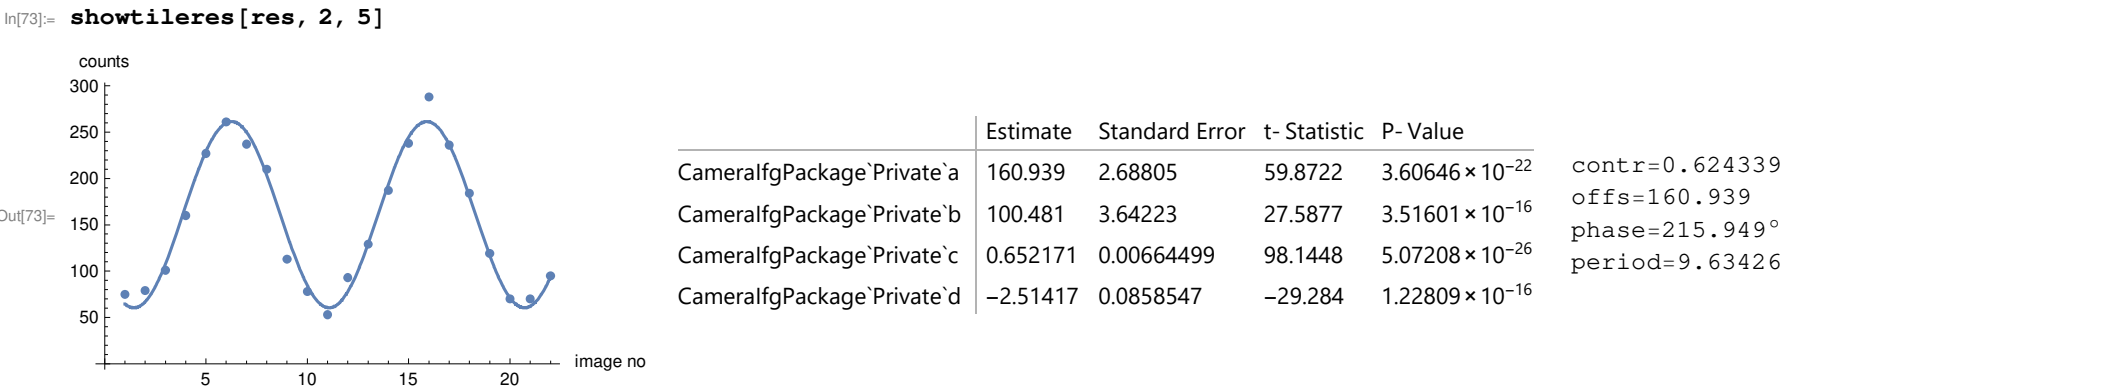 In[73]:= showtileres[res, 2, 5]
Out[73]=
counts
300
250
200
150
100
50
5 10 15 20
image no
Estimate Standard Error t- Statistic P- Value
CameraIfgPackage`Private`a 160.939 2.68805 59.8722 3.60646 × 10⁻²²
CameraIfgPackage`Private`b 100.481 3.64223 27.5877 3.51601 × 10⁻¹⁶
CameraIfgPackage`Private`c 0.652171 0.00664499 98.1448 5.07208 × 10⁻²⁶
CameraIfgPackage`Private`d −2.51417 0.0858547 −29.284 1.22809 × 10⁻¹⁶
contr=0.624339
offs=160.939
phase=215.949°
period=9.63426